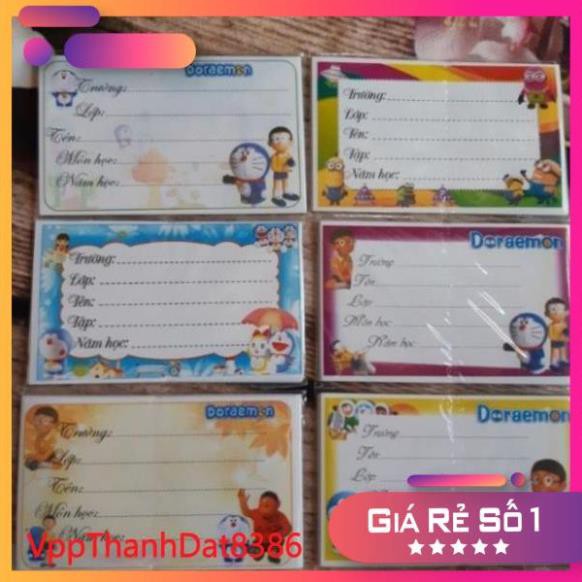 Doraemon
Trường:
Lớp:
Tên:
Môn học:
Năm học:
Trường:
Lớp:
Tên:
Tập:
Năm học:
Trường:
Lớp:
Tên:
Tập:
Năm học:
Doraemon
Trường
Tên
Lớp
Môn học
Năm học:
Doraemon
Trường:
Lớp:
Tên:
Môn học:
Năm học:
Doraemon
Trường
Tên
Lớp
GIÁ RẺ SỐ 1
VppThanhDat8386